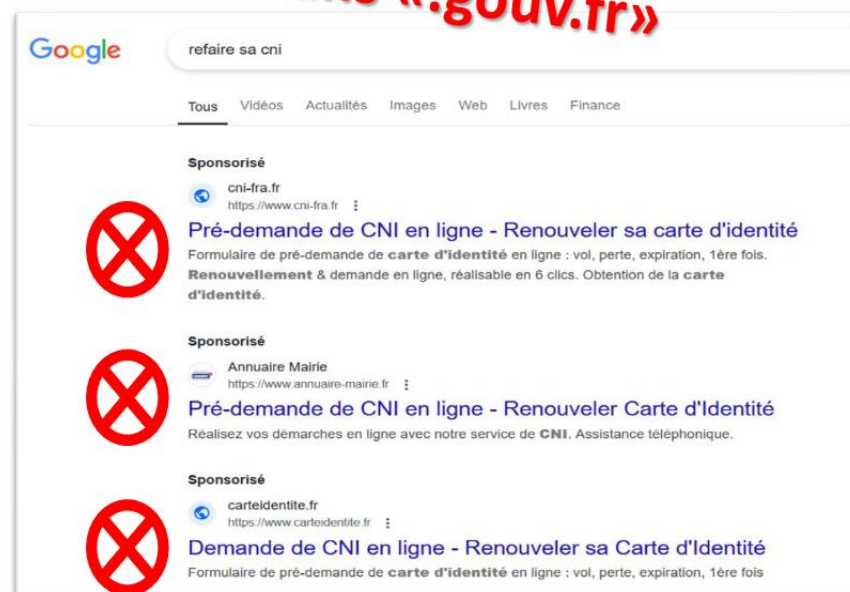 «.gouv.fr»
Google
refaire sa cni
Tous Vidéos Actualités Images Web Livres Finance
Sponsorisé
cni-fra.fr
https://www.cni-fra.fr
Pré-demande de CNI en ligne - Renouveler sa carte d'identité
Formulaire de pré-demande de carte d'identité en ligne : vol, perte, expiration, 1ère fois.
Renouvellement & demande en ligne, réalisable en 6 clics. Obtention de la carte
d'identité.
Sponsorisé
Annuaire Mairie
https://www.annuaire-mairie.fr
Pré-demande de CNI en ligne - Renouveler Carte d'Identité
Réalisez vos démarches en ligne avec notre service de CNI. Assistance téléphonique.
Sponsorisé
carteidentite.fr
https://www.carteidentite.fr
Demande de CNI en ligne - Renouveler sa Carte d'Identité
Formulaire de pré-demande de carte d'identité en ligne : vol, perte, expiration, 1ère fois